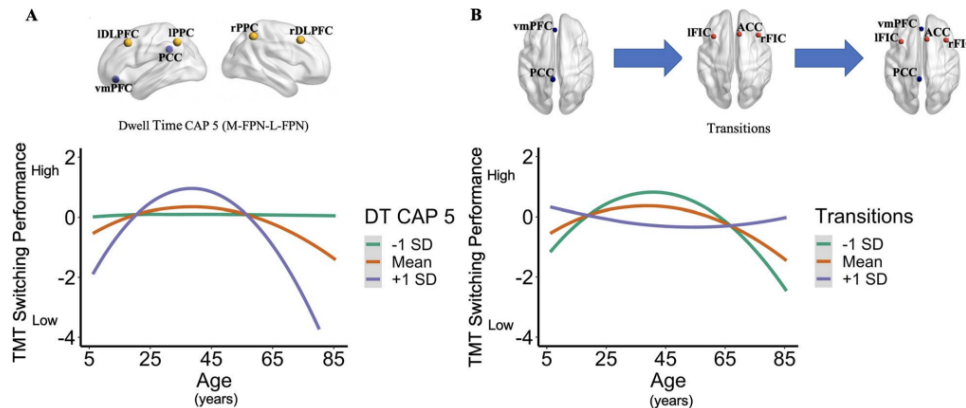 A
lDLPFC
lPPC
PCC
vmPFC
rPPC
rDLPFC
Dwell Time CAP 5 (M-FPN-L-FPN)
TMT Switching Performance
High
Low
2
0
-2
-4
5
25
45
65
85
Age
(years)
DT CAP 5
-1 SD
Mean
+1 SD
B
vmPFC
PCC
lFIC
ACC
rFIC
vmPFC
lFIC
ACC
rFI
PCC
Transitions
TMT Switching Performance
High
Low
2
0
-2
-4
5
25
45
65
85
Age
(years)
Transitions
-1 SD
Mean
+1 SD